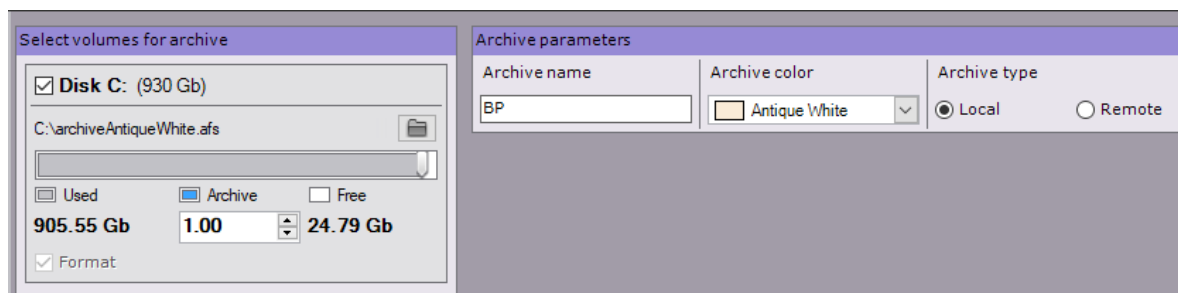 Select volumes for archive
Disk C: (930 Gb)
C:\archiveAntiqueWhite.afs
Used Archive Free
905.55 Gb 1.00 24.79 Gb
Format
Archive parameters
Archive name Archive color Archive type
BP Antique White Local Remote